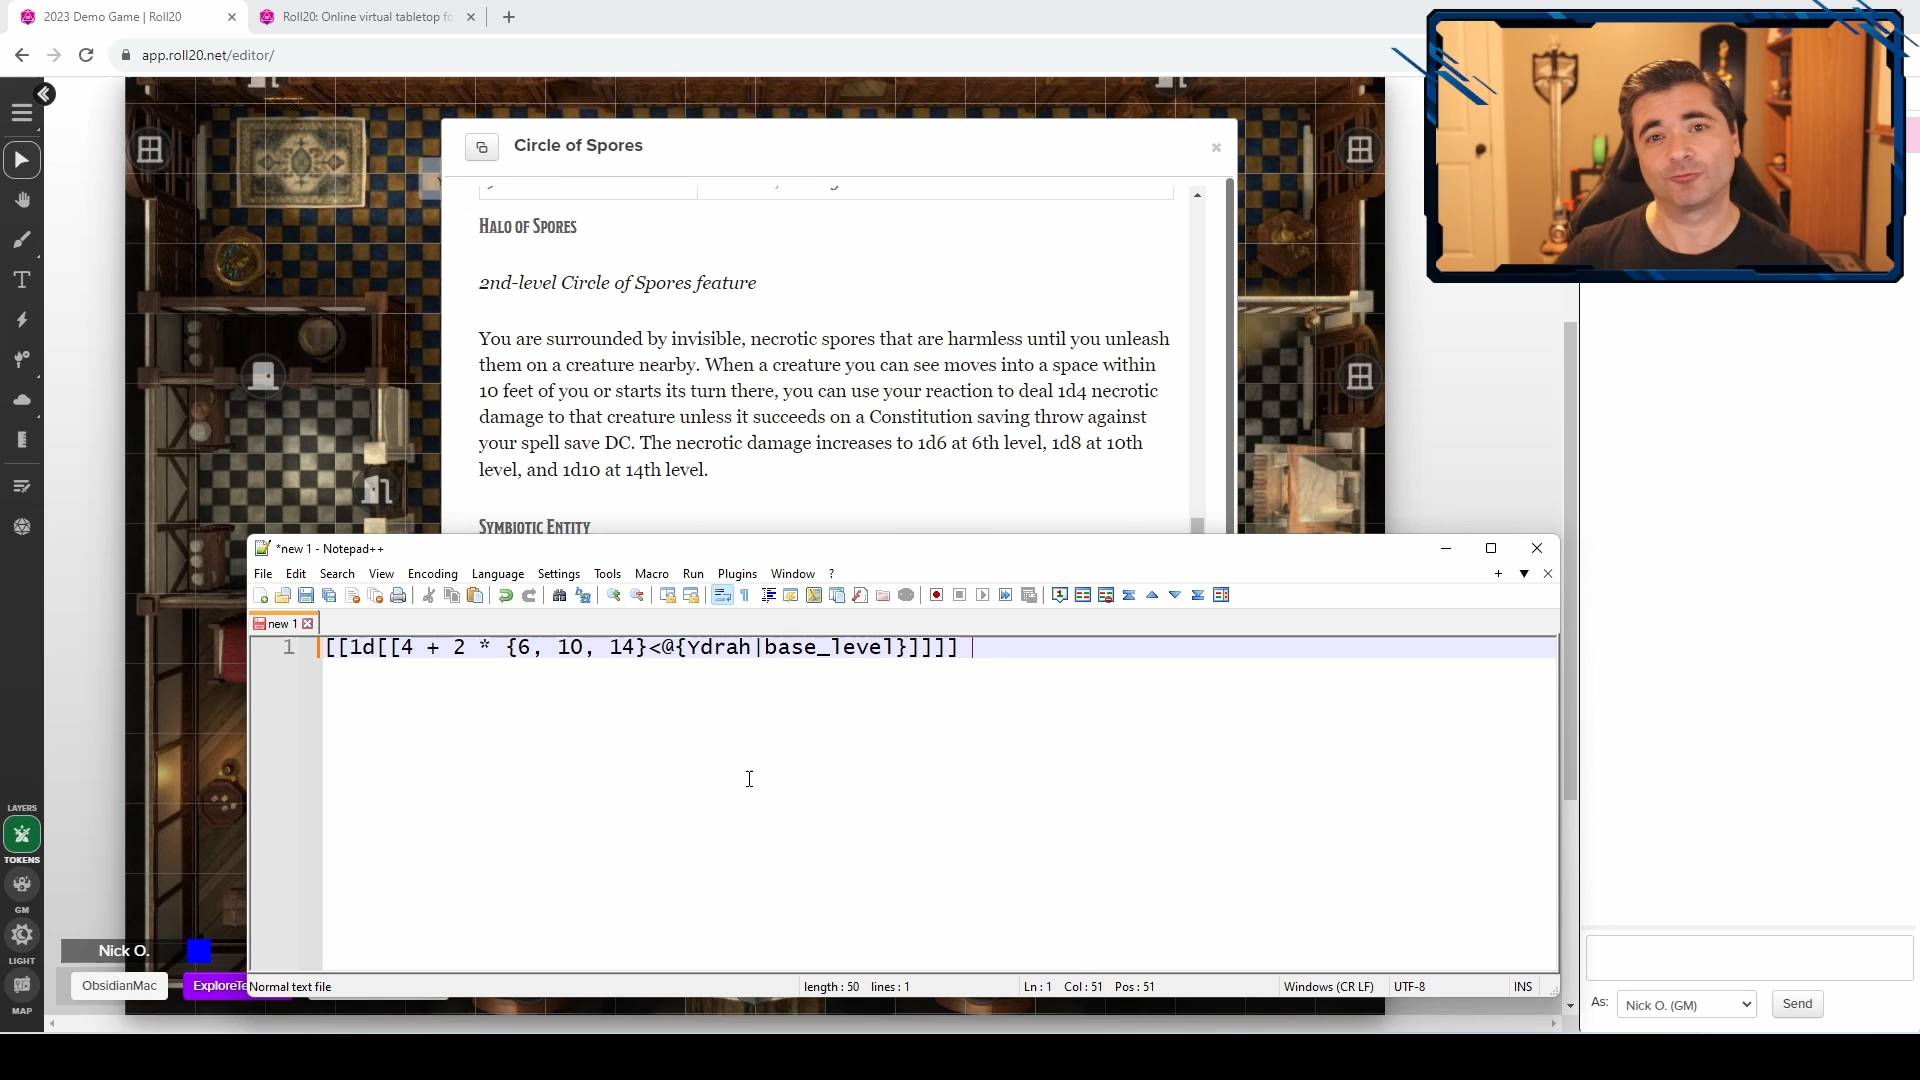 2023 Demo Game | Roll20
Roll20: Online virtual tabletop fo
app.roll20.net/editor/
Circle of Spores
Halo of Spores
2nd-level Circle of Spores feature
You are surrounded by invisible, necrotic spores that are harmless until you unleash
them on a creature nearby. When a creature you can see moves into a space within
10 feet of you or starts its turn there, you can use your reaction to deal 1d4 necrotic
damage to that creature unless it succeeds on a Constitution saving throw against
your spell save DC. The necrotic damage increases to 1d6 at 6th level, 1d8 at 10th
level, and 1d10 at 14th level.
Symbiotic Entity
*new 1 - Notepad++
File Edit Search View Encoding Language Settings Tools Macro Run Plugins Window ?
new 1
1 [[1d[[4 + 2 * {6, 10, 14}<@{Ydrah|base_level}]]]]
Normal text file length : 50 lines : 1 Ln : 1 Col : 51 Pos : 51 Windows (CR LF) UTF-8 INS
LAYERS
TOKENS
GM
LIGHT
MAP
Nick O.
ObsidianMac
ExploreTe
As: Nick O. (GM) Send